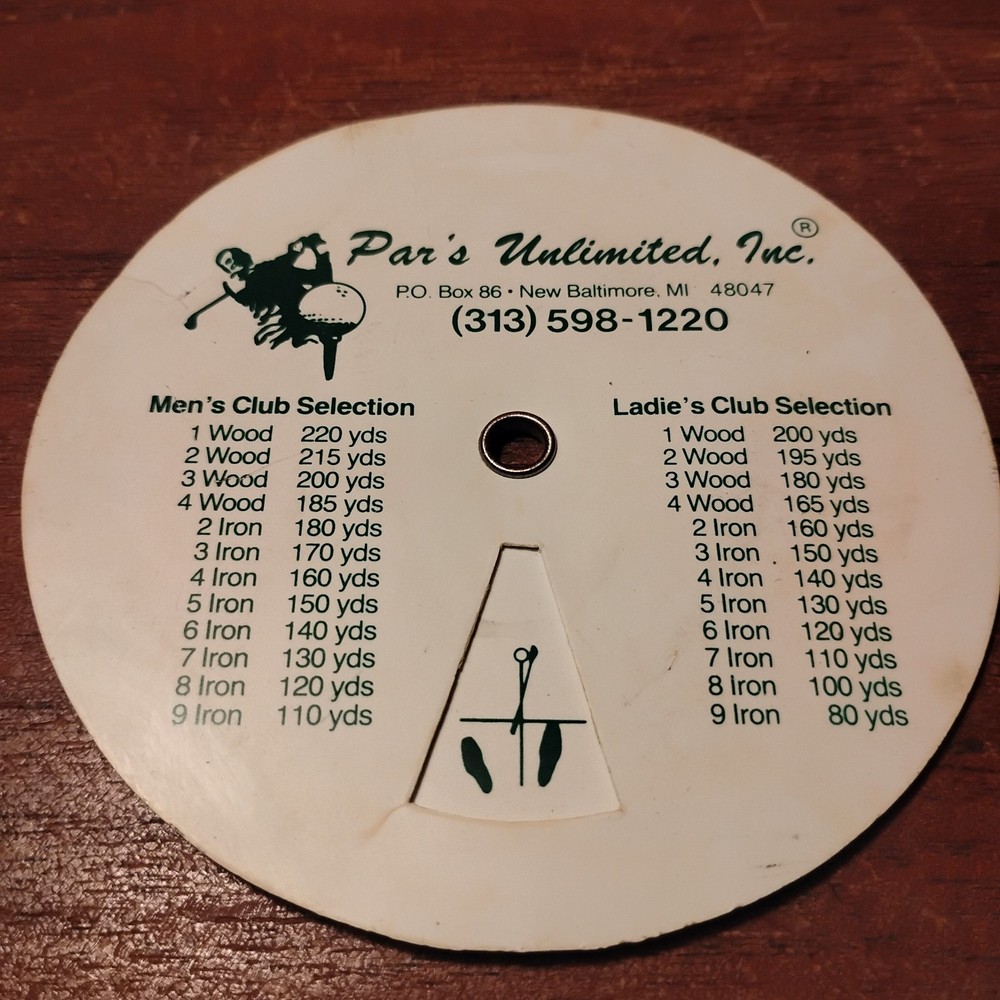 Par's Unlimited, Inc.®
P.O. Box 86 • New Baltimore, MI 48047
(313) 598-1220
Men's Club Selection
1 Wood 220 yds
2 Wood 215 yds
3 Wood 200 yds
4 Wood 185 yds
2 Iron 180 yds
3 Iron 170 yds
4 Iron 160 yds
5 Iron 150 yds
6 Iron 140 yds
7 Iron 130 yds
8 Iron 120 yds
9 Iron 110 yds
Ladie's Club Selection
1 Wood 200 yds
2 Wood 195 yds
3 Wood 180 yds
4 Wood 165 yds
2 Iron 160 yds
3 Iron 150 yds
4 Iron 140 yds
5 Iron 130 yds
6 Iron 120 yds
7 Iron 110 yds
8 Iron 100 yds
9 Iron 80 yds